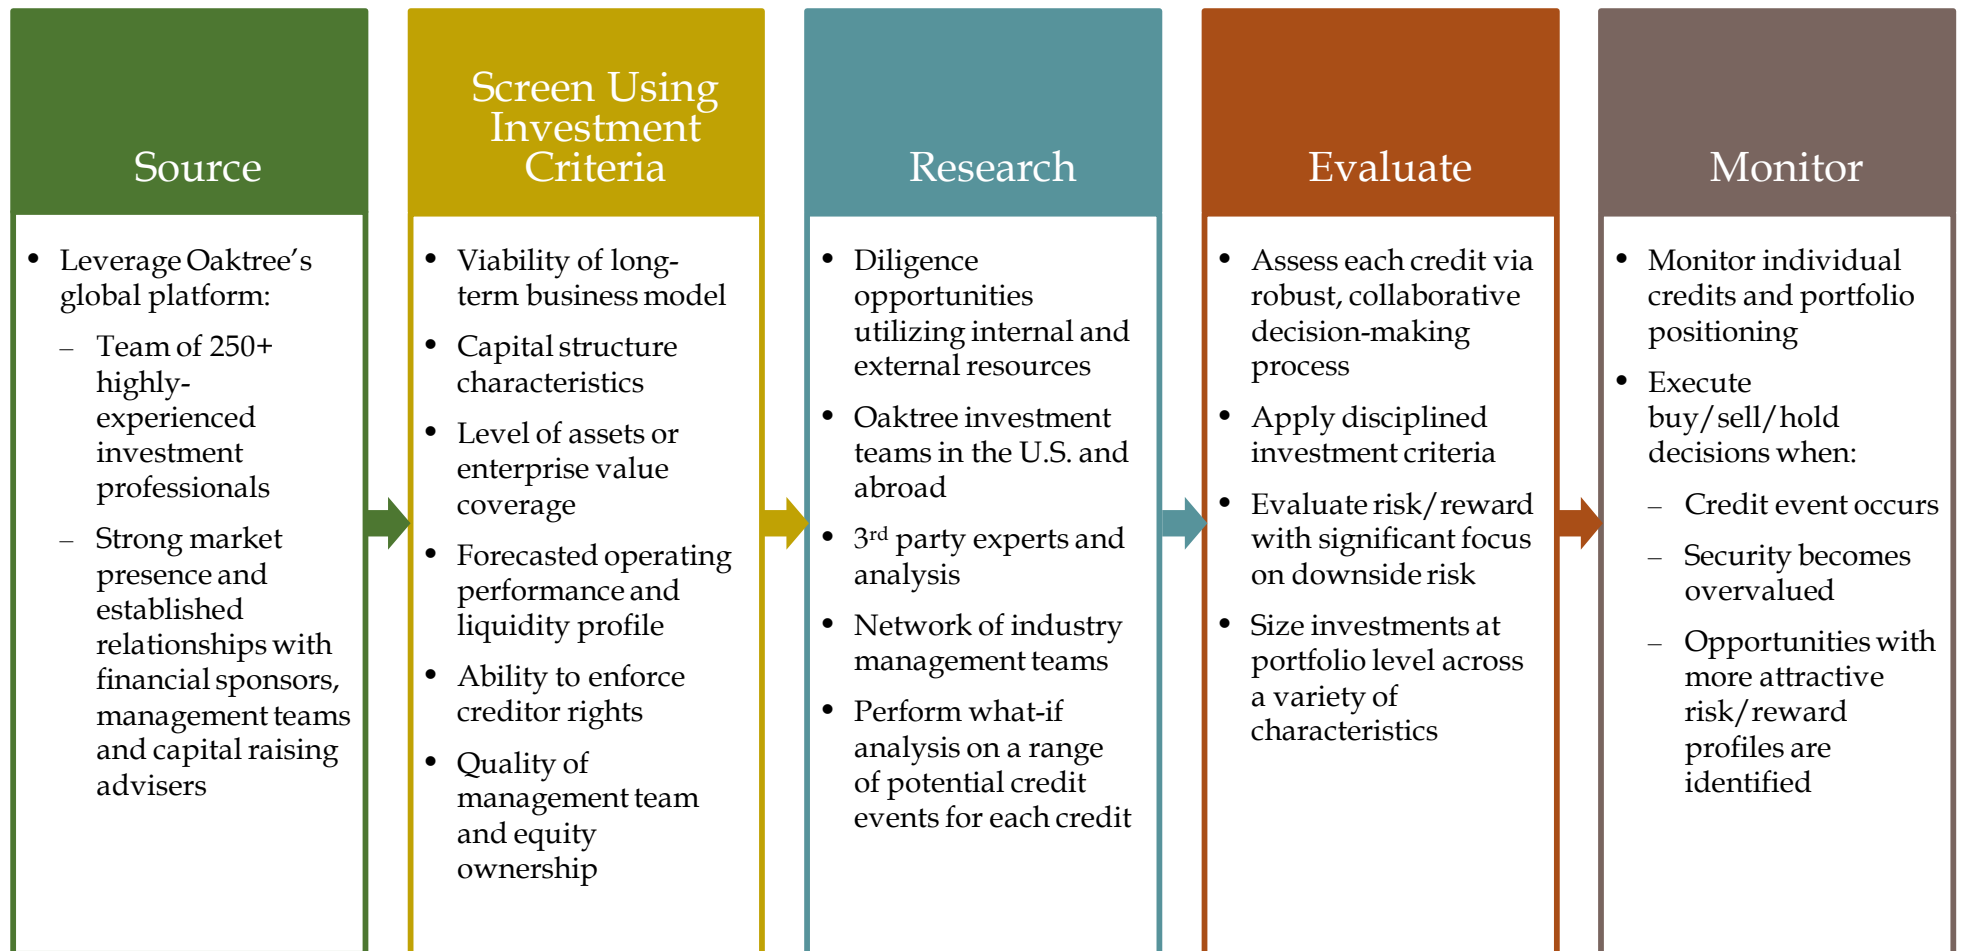 Source
• Leverage Oaktree's
global platform:
– Team of 250+
highly-
experienced
investment
professionals
– Strong market
presence and
established
relationships with
financial sponsors,
management teams
and capital raising
advisers
Screen Using
Investment
Criteria
• Viability of long-
term business model
• Capital structure
characteristics
• Level of assets or
enterprise value
coverage
• Forecasted operating
performance and
liquidity profile
• Ability to enforce
creditor rights
• Quality of
management team
and equity
ownership
Research
• Diligence
opportunities
utilizing internal and
external resources
• Oaktree investment
teams in the U.S. and
abroad
• 3rd party experts and
analysis
• Network of industry
management teams
• Perform what-if
analysis on a range
of potential credit
events for each credit
Evaluate
• Assess each credit via
robust, collaborative
decision-making
process
• Apply disciplined
investment criteria
• Evaluate risk/reward
with significant focus
on downside risk
• Size investments at
portfolio level across
a variety of
characteristics
Monitor
• Monitor individual
credits and portfolio
positioning
• Execute
buy/sell/hold
decisions when:
– Credit event occurs
– Security becomes
overvalued
– Opportunities with
more attractive
risk/reward
profiles are
identified